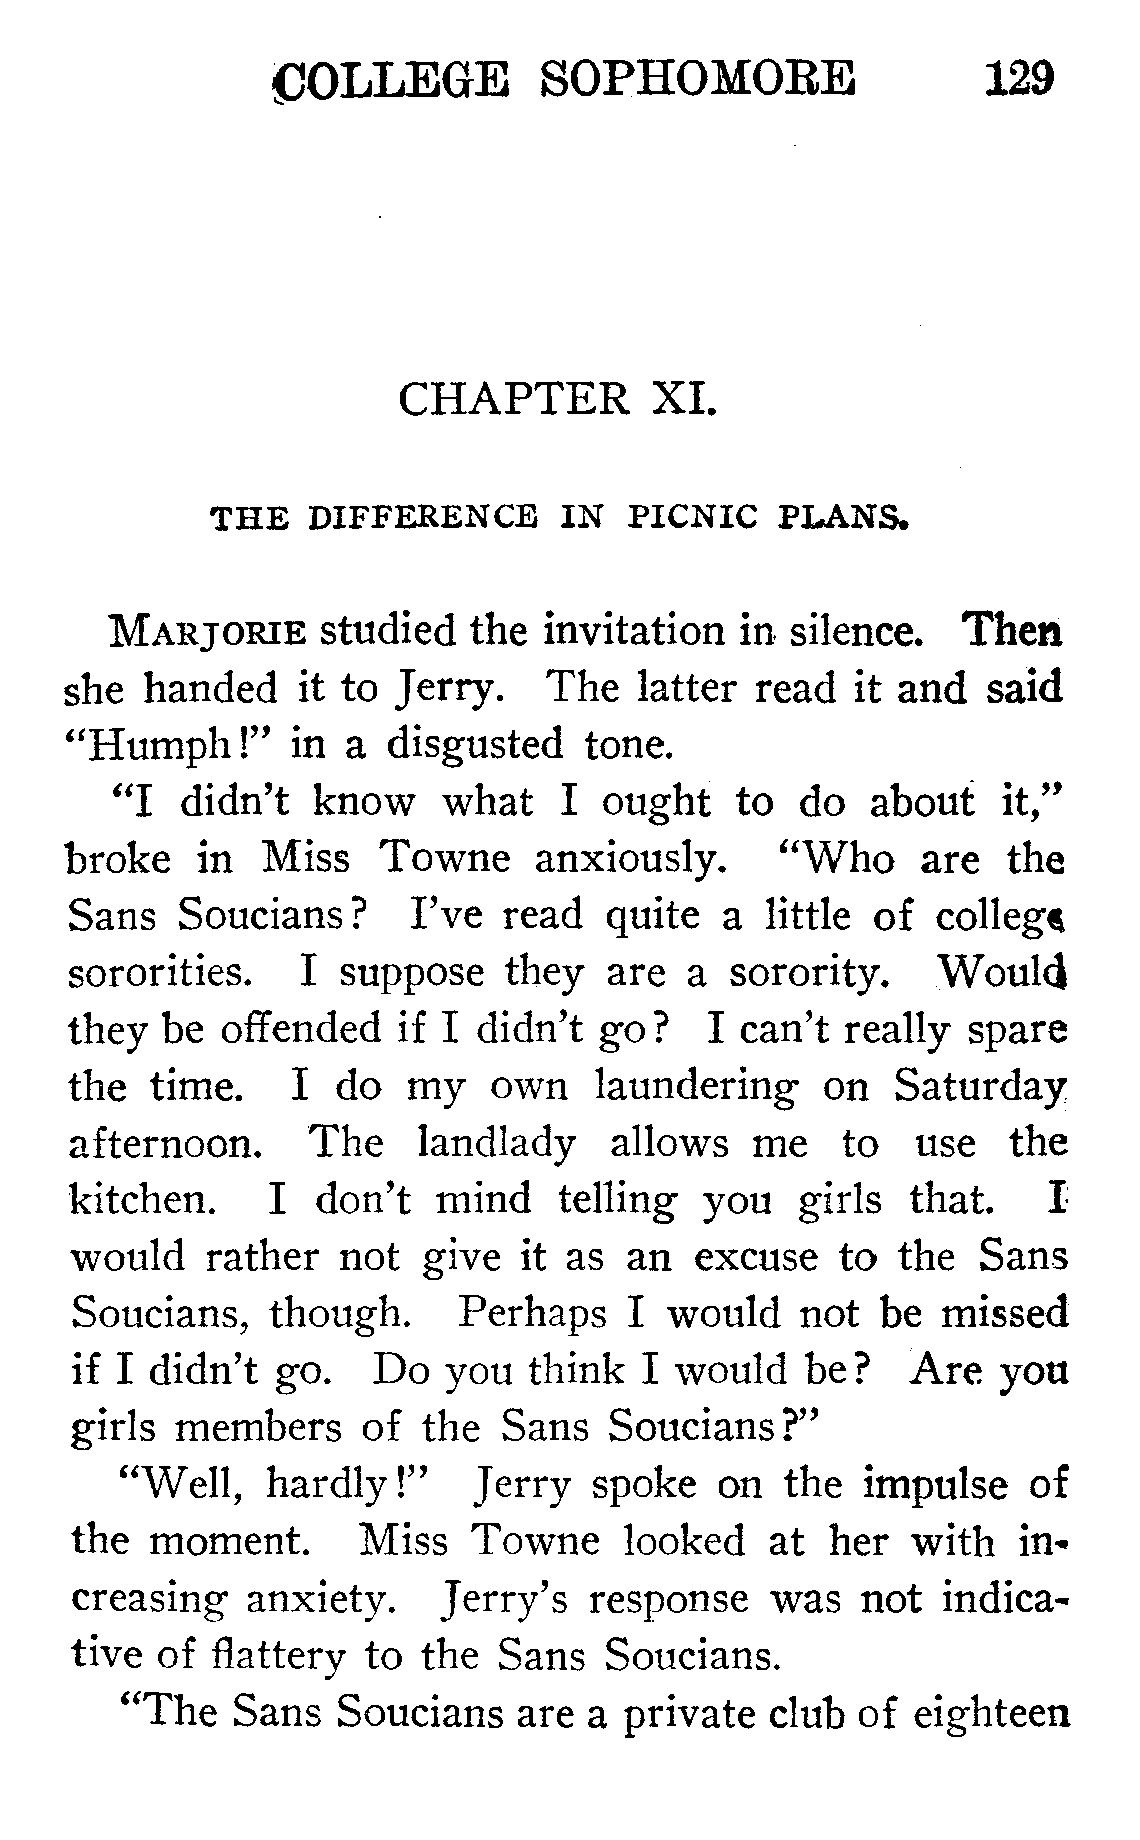 COLLEGE SOPHOMORE 129
CHAPTER XI.
THE DIFFERENCE IN PICNIC PLANS.
MARJORIE studied the invitation in silence. Then
she handed it to Jerry. The latter read it and said
“Humph!” in a disgusted tone.
“I didn’t know what I ought to do about it,”
broke in Miss Towne anxiously. “Who are the
Sans Soucians? I’ve read quite a little of college
sororities. I suppose they are a sorority. Would
they be offended if I didn’t go? I can’t really spare
the time. I do my own laundering on Saturday
afternoon. The landlady allows me to use the
kitchen. I don’t mind telling you girls that. I
would rather not give it as an excuse to the Sans
Soucians, though. Perhaps I would not be missed
if I didn’t go. Do you think I would be? Are you
girls members of the Sans Soucians?”
“Well, hardly!” Jerry spoke on the impulse of
the moment. Miss Towne looked at her with in-
creasing anxiety. Jerry’s response was not indica-
tive of flattery to the Sans Soucians.
“The Sans Soucians are a private club of eighteen